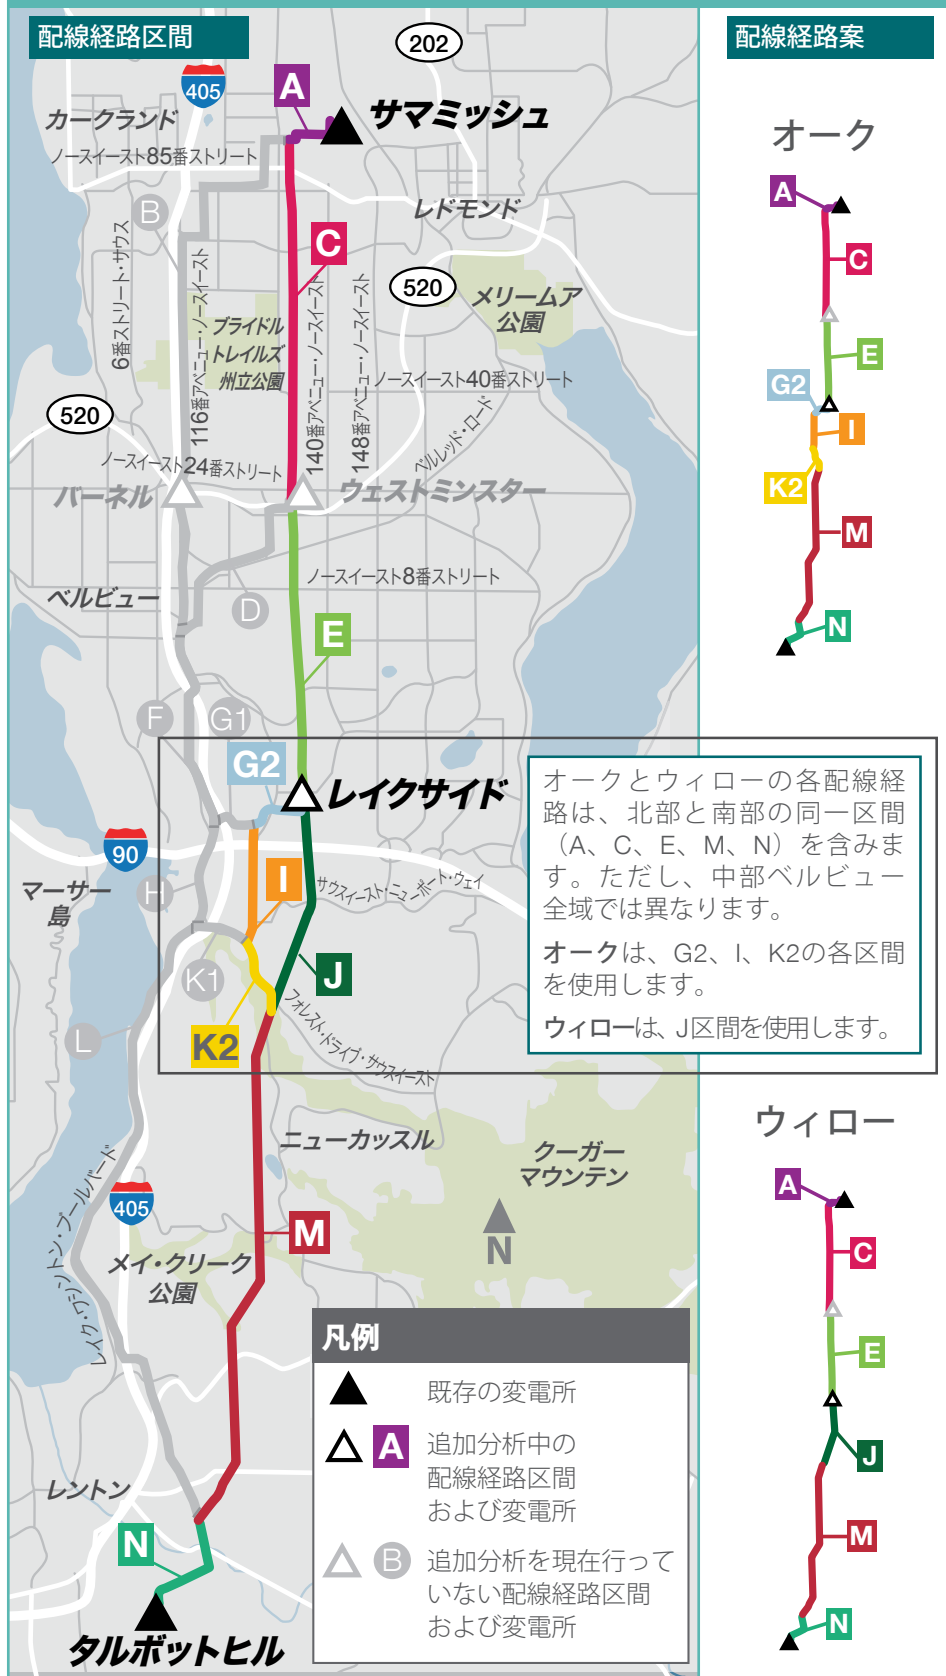 配線経路区間
配線経路案
202
405
A
サマミッシュ
カークランド
ノースイースト85番ストリート
B
レドモンド
C
6番ストリート・サウス
116番アベニュー・ノースイースト
520
メリームア
公園
ブライドル
トレイルズ
州立公園
140番アベニュー・ノースイースト
148番アベニュー・ノースイースト
ノースイースト40番ストリート
520
ベルレッド・ロード
ノースイースト24番ストリート
バーネル
ウェストミンスター
ノースイースト8番ストリート
ベルビュー
D
E
F
G1
G2
レイクサイド
90
I
サウスイースト・ニューポート・ウェイ
マーサー
島
H
K1
J
K2
L
フォレスト・ドライブ・サウスイースト
ニューカッスル
クーガー
マウンテン
レイク・ワシントン・ブールバード
405
M
N
メイ・クリーク
公園
レントン
N
タルボットヒル
凡例
既存の変電所
A
追加分析中の
配線経路区間
および変電所
B
追加分析を現在行って
いない配線経路区間
および変電所
オーク
A
C
E
G2
I
K2
M
N
オークとウィローの各配線経
路は、北部と南部の同一区間
（A、C、E、M、N）を含みま
す。ただし、中部ベルビュー
全域では異なります。
オークは、G2、I、K2の各区間
を使用します。
ウィローは、J区間を使用します。
ウィロー
A
C
E
J
M
N